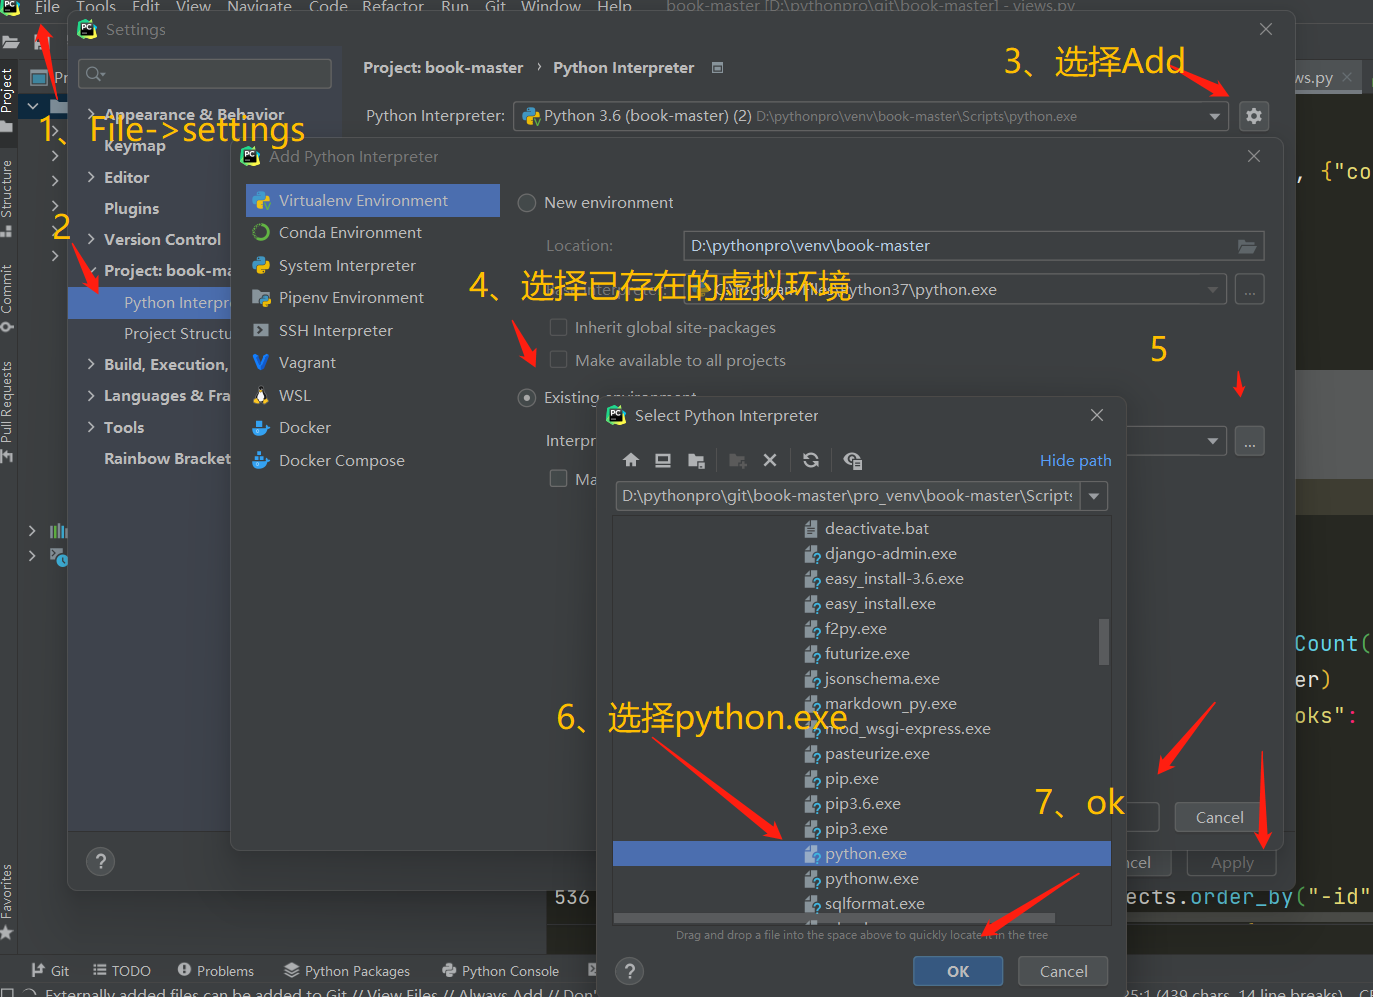 File Tools Edit View Navigate Code Refactor Run Git Window Help book-master [D:\pythonpro\git\book-master] - views.py
Settings
3、选择Add
Project: book-master › Python Interpreter
Python Interpreter: Python 3.6 (book-master) (2) D:\pythonpro\venv\book-master\Scripts\python.exe
ws.py
Project
Structure
Commit
Pull Requests
Favorites
Appearance & Behavior
1、File->settings
Keymap
Editor
Plugins
2
Version Control
Project: book-ma
Python Interpr
Project Structu
Build, Execution,
Languages & Fra
Tools
Rainbow Bracket
Add Python Interpreter
Virtualenv Environment
Conda Environment
System Interpreter
Pipenv Environment
SSH Interpreter
Vagrant
WSL
Docker
Docker Compose
New environment
Location: D:\pythonpro\venv\book-master
4、选择已存在的虚拟环境
C:\Program Files\Python37\python.exe
...
Inherit global site-packages
Make available to all projects
5
Existing environment
Interpr
...
Ma
Select Python Interpreter
Hide path
D:\pythonpro\git\book-master\pro_venv\book-master\Scripts
deactivate.bat
django-admin.exe
easy_install-3.6.exe
easy_install.exe
f2py.exe
futurize.exe
jsonschema.exe
markdown_py.exe
6、选择python.exe
mod_wsgi-express.exe
pasteurize.exe
pip.exe
pip3.6.exe
pip3.exe
7、ok
python.exe
pythonw.exe
sqlformat.exe
Drag and drop a file into the space above to quickly locate it in the tree
?
OK
Cancel
Cancel
ncel
Apply
?
, {"co
Count(
er)
oks":
536
ects.order_by("-id"
Git TODO Problems Python Packages Python Console
Externally added files can be added to Git // View Files // Always Add // Don'
25:1 (439 chars, 14 line breaks)